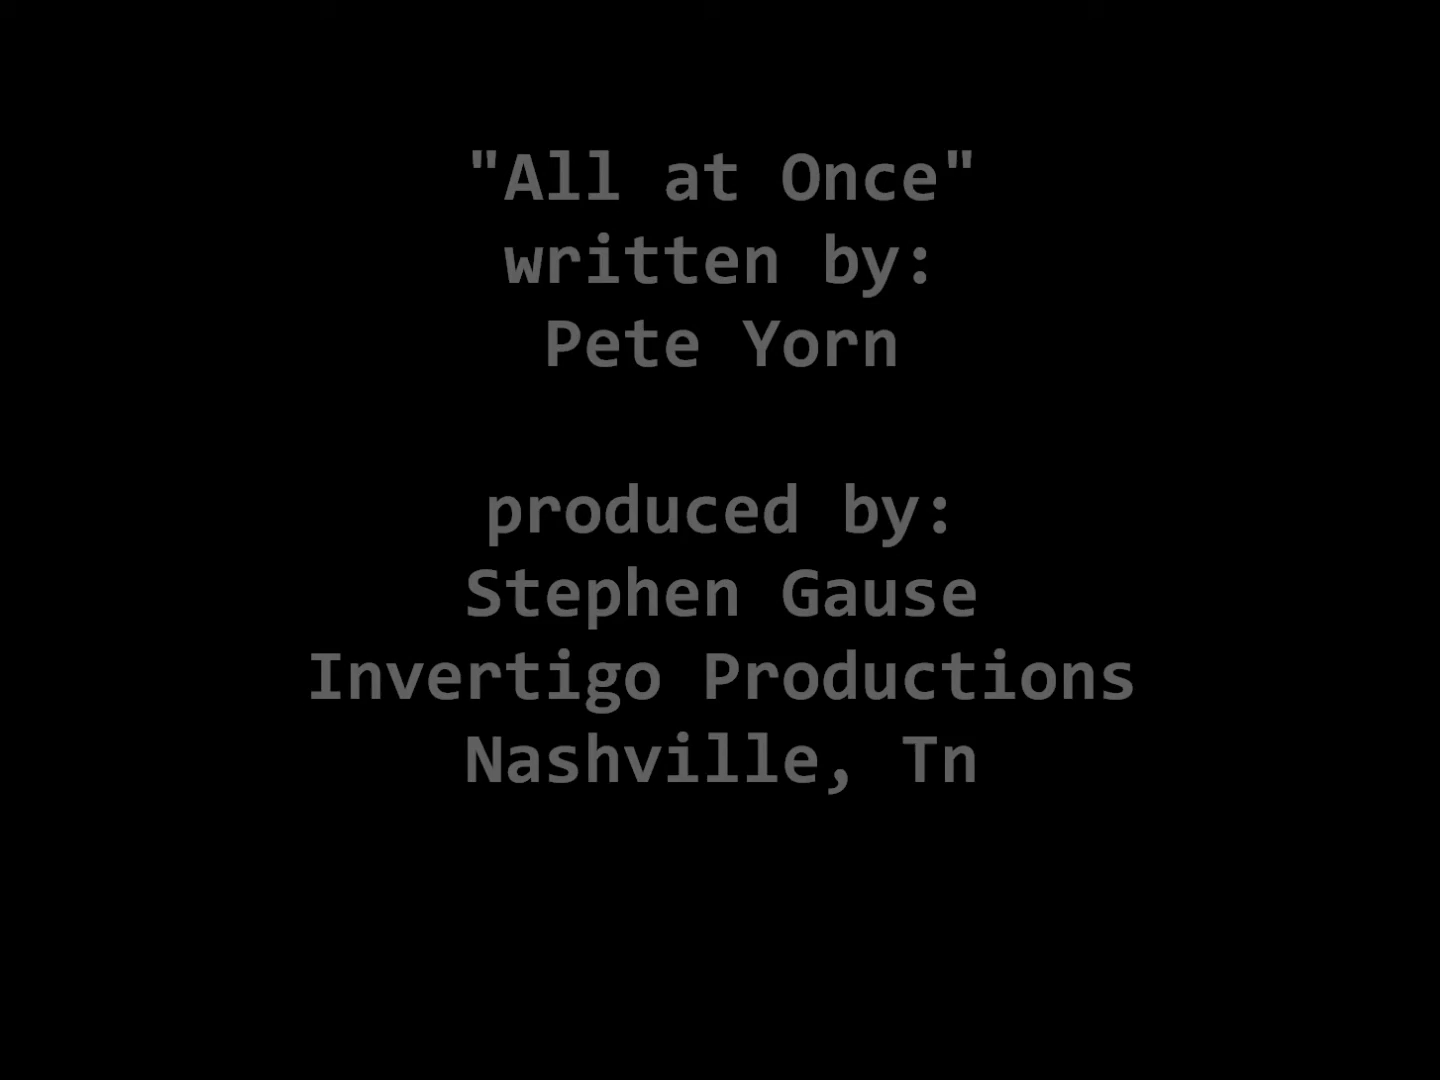 "All at Once"
written by:
Pete Yorn
produced by:
Stephen Gause
Invertigo Productions
Nashville, Tn